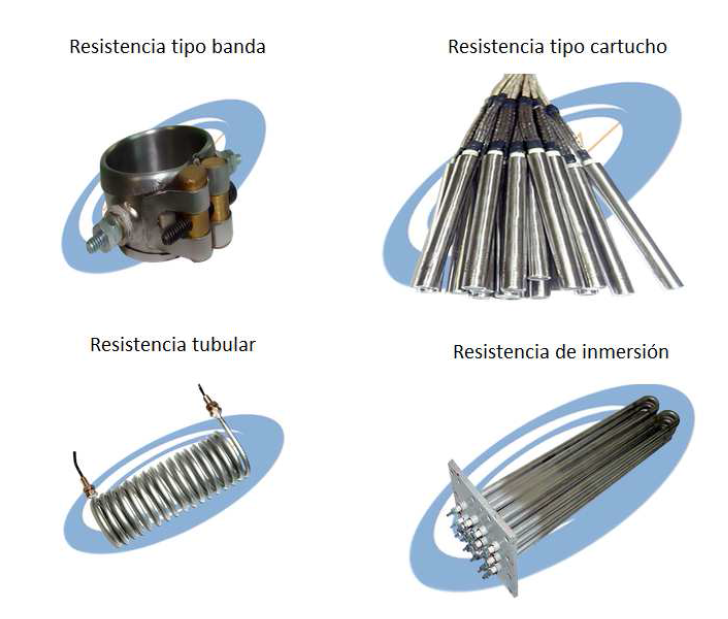 Resistencia tipo banda
Resistencia tipo cartucho
Resistencia tubular
Resistencia de inmersión